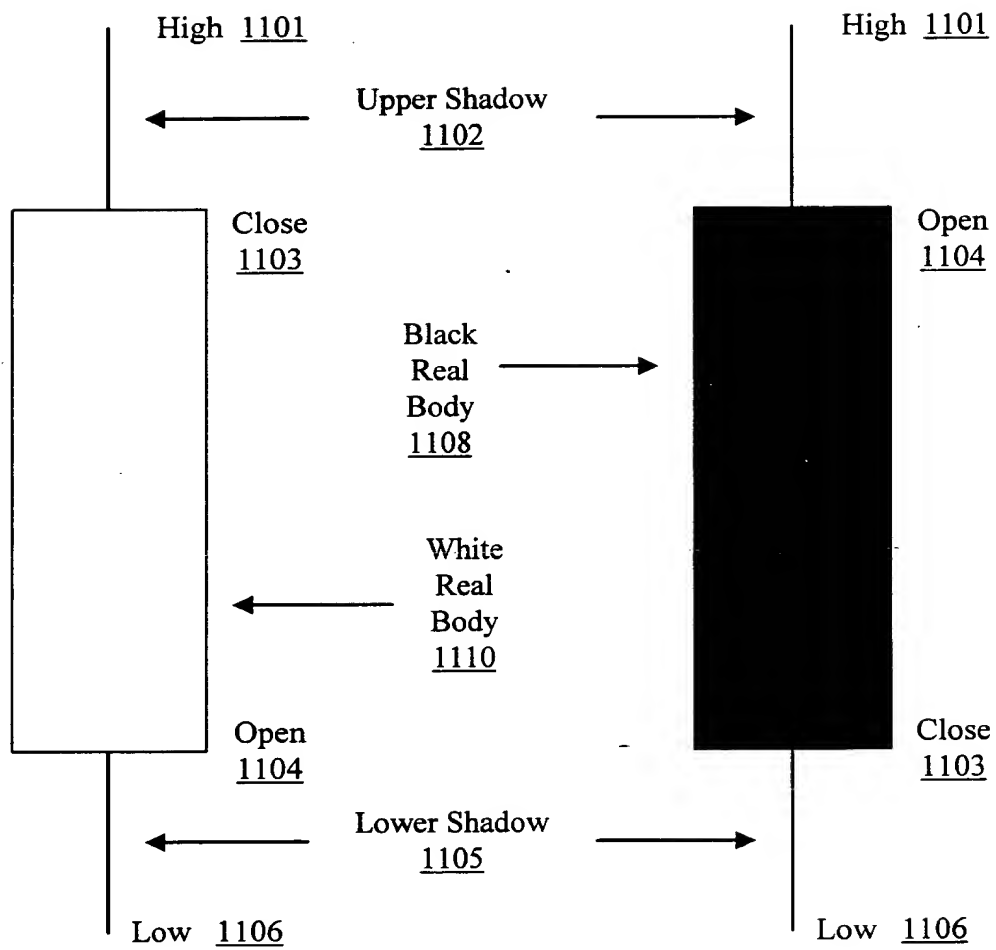 High 1101
High 1101
Upper Shadow
1102
Close
1103
Open
1104
Black
Real
Body
1108
White
Real
Body
1110
Open
1104
Close
1103
Lower Shadow
1105
Low 1106
Low 1106